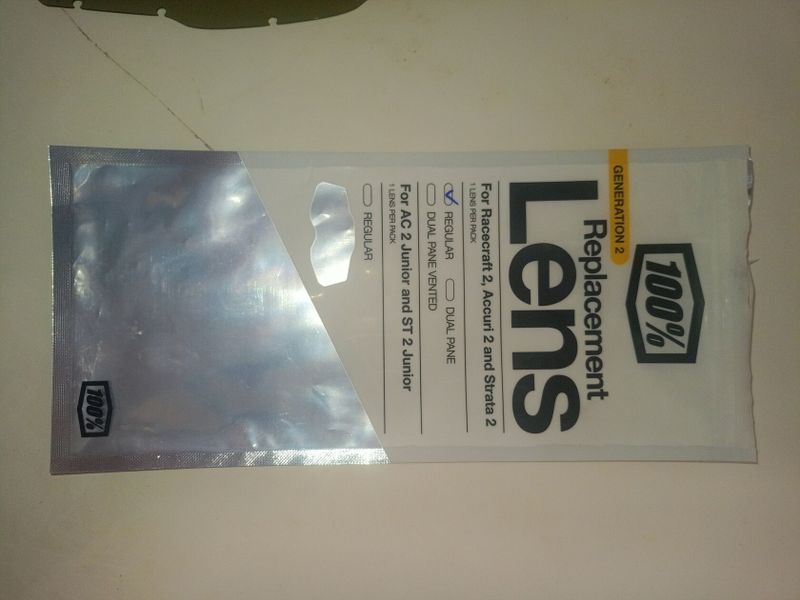 100%
GENERATION 2
Replacement
Lens
For Racecraft 2, Accuri 2 and Strata 2
1 LENS PER PACK
REGULAR DUAL PANE
DUAL PANE VENTED
For AC 2 Junior and ST 2 Junior
1 LENS PER PACK
REGULAR
100%